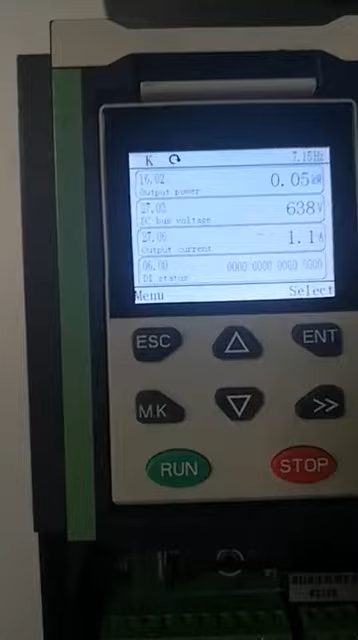 K 7.15Hz
16.02 0.05kW
Output power
27.03 638V
DC bus voltage
27.06 1.1A
Output current
06.00 0000 0000 0000 0000
DI status
Menu Select
ESC ENT
M.K >>
RUN STOP